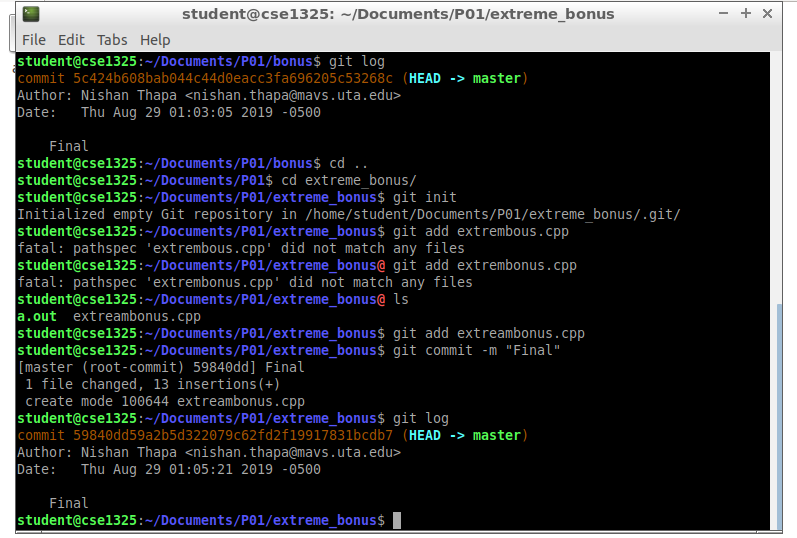 student@cse1325: ~/Documents/P01/extreme_bonus
File Edit Tabs Help
student@cse1325:~/Documents/P01/bonus$ git log
commit 5c424b608bab044c44d0eacc3fa696205c53268c (HEAD -> master)
Author: Nishan Thapa <nishan.thapa@mavs.uta.edu>
Date:   Thu Aug 29 01:03:05 2019 -0500
    Final
student@cse1325:~/Documents/P01/bonus$ cd ..
student@cse1325:~/Documents/P01$ cd extreme_bonus/
student@cse1325:~/Documents/P01/extreme_bonus$ git init
Initialized empty Git repository in /home/student/Documents/P01/extreme_bonus/.git/
student@cse1325:~/Documents/P01/extreme_bonus$ git add extrembous.cpp
fatal: pathspec 'extrembous.cpp' did not match any files
student@cse1325:~/Documents/P01/extreme_bonus@ git add extrembonus.cpp
fatal: pathspec 'extrembonus.cpp' did not match any files
student@cse1325:~/Documents/P01/extreme_bonus@ ls
a.out  extreambonus.cpp
student@cse1325:~/Documents/P01/extreme_bonus$ git add extreambonus.cpp
student@cse1325:~/Documents/P01/extreme_bonus$ git commit -m "Final"
[master (root-commit) 59840dd] Final
 1 file changed, 13 insertions(+)
 create mode 100644 extreambonus.cpp
student@cse1325:~/Documents/P01/extreme_bonus$ git log
commit 59840dd59a2b5d322079c62fd2f19917831bcdb7 (HEAD -> master)
Author: Nishan Thapa <nishan.thapa@mavs.uta.edu>
Date:   Thu Aug 29 01:05:21 2019 -0500
    Final
student@cse1325:~/Documents/P01/extreme_bonus$